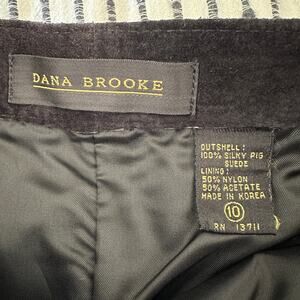 DANA BROOKE
OUTSHELL:
100% SILKY PIG
SUEDE
LINING:
50% NYLON
50% ACETATE
MADE IN KOREA
10
RN 13711